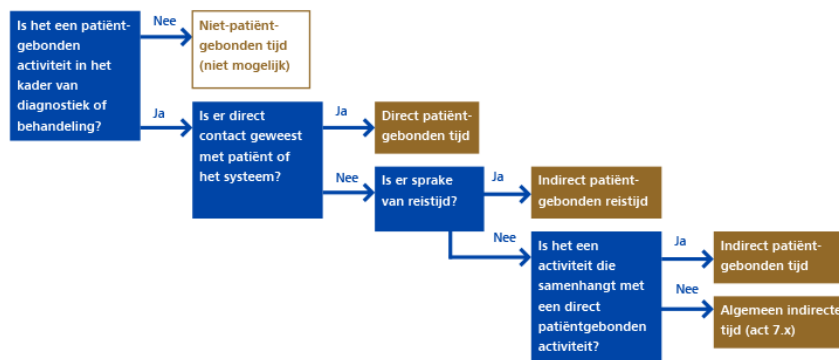 Is het een patiënt-
gebonden
activiteit in het
kader van
diagnostiek of
behandeling?
Nee
Niet-patiënt-
gebonden tijd
(niet mogelijk)
Ja
Is er direct
contact geweest
met patiënt of
het systeem?
Ja
Direct patiënt-
gebonden tijd
Nee
Is er sprake
van reistijd?
Ja
Indirect patiënt-
gebonden reistijd
Nee
Is het een
activiteit die
samenhangt met
een direct
patiëntgebonden
activiteit?
Ja
Indirect patiënt-
gebonden tijd
Nee
Algemeen indirecte
tijd (act 7.x)